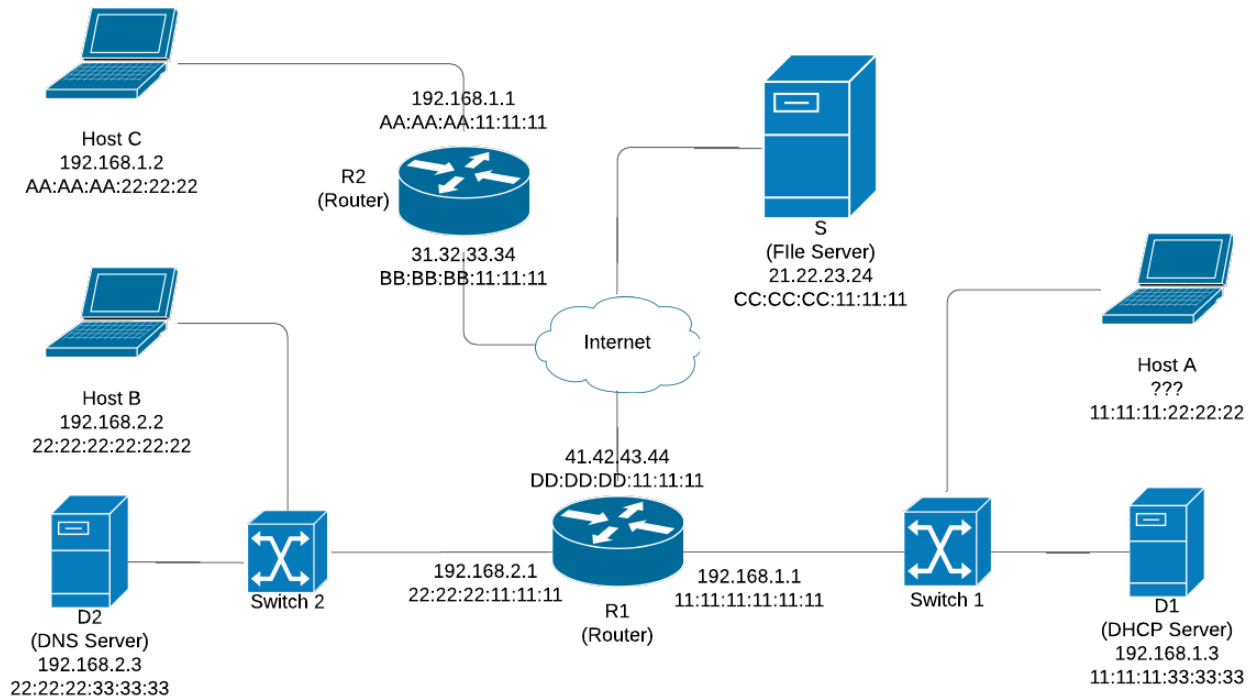 192.168.1.1
AA:AA:AA:11:11:11
Host C
192.168.1.2
AA:AA:AA:22:22:22
R2
(Router)
31.32.33.34
BB:BB:BB:11:11:11
S
(FIle Server)
21.22.23.24
CC:CC:CC:11:11:11
Internet
Host A
???
11:11:11:22:22:22
Host B
192.168.2.2
22:22:22:22:22:22
41.42.43.44
DD:DD:DD:11:11:11
192.168.2.1
22:22:22:11:11:11
192.168.1.1
11:11:11:11:11:11
Switch 2
R1
(Router)
Switch 1
D2
(DNS Server)
192.168.2.3
22:22:22:33:33:33
D1
(DHCP Server)
192.168.1.3
11:11:11:33:33:33